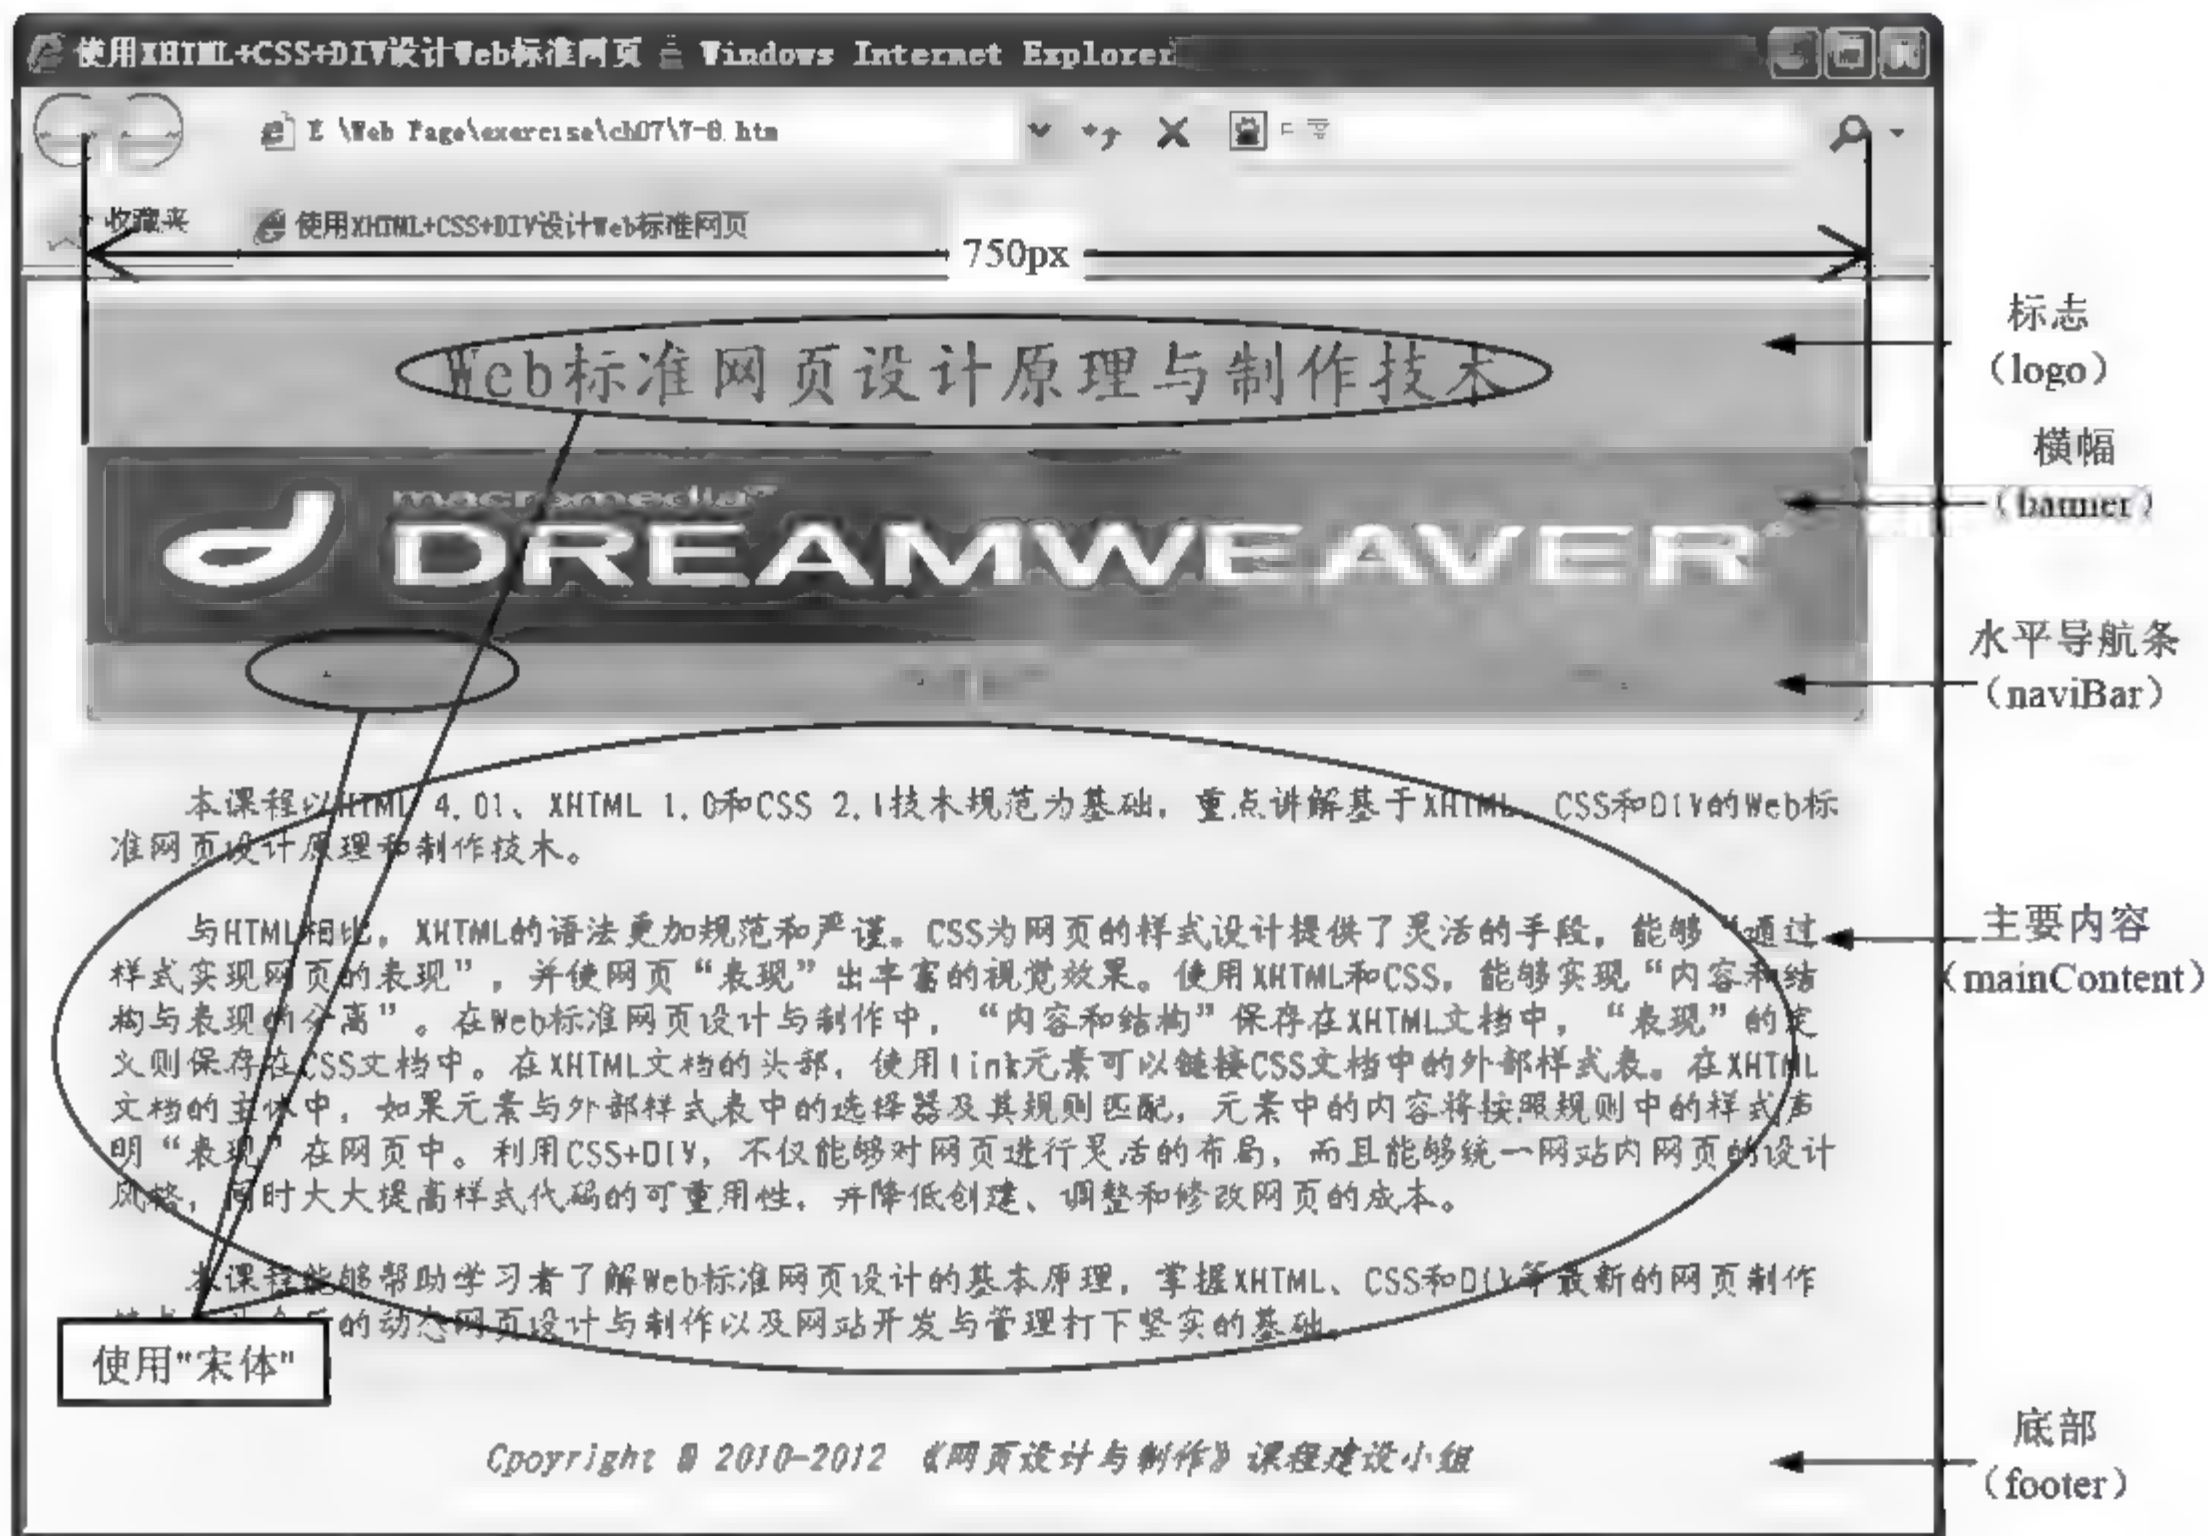 使用XHTML+CSS+DIV设计Web标准网页 Windows Internet Explorer
E \Web Page\exercise\ch07\7-8 htm
收藏夹 使用XHTML+CSS+DIV设计Web标准网页
750px
Web标准网页设计原理与制作技术
标志
(logo)
macromedia
DREAMWEAVER
横幅
(banner)
水平导航条
(naviBar)
本课程以HTML 4.01、XHTML 1.0和CSS 2.1技术规范为基础，重点讲解基于XHTML、CSS和DIV的Web标
准网页设计原理和制作技术。
与HTML相比，XHTML的语法更加规范和严谨。CSS为网页的样式设计提供了灵活的手段，能够“通过
样式实现网页的表现”，并使网页“表现”出丰富的视觉效果。使用XHTML和CSS，能够实现“内容和结
构与表现的分离”。在Web标准网页设计与制作中，“内容和结构”保存在XHTML文档中，“表现”的定
义则保存在CSS文档中。在XHTML文档的头部，使用link元素可以链接CSS文档中的外部样式表。在XHTML
文档的主体中，如果元素与外部样式表中的选择器及其规则匹配，元素中的内容将按照规则中的样式声
明“表现”在网页中。利用CSS+DIV，不仅能够对网页进行灵活的布局，而且能够统一网站内网页的设计
风格，同时大大提高样式代码的可重用性，并降低创建、调整和修改网页的成本。
主要内容
(mainContent)
本课程能够帮助学习者了解Web标准网页设计的基本原理，掌握XHTML、CSS和DIV等最新的网页制作
的动态网页设计与制作以及网站开发与管理打下坚实的基础。
使用"宋体"
Cpoyright © 2010-2012 《网页设计与制作》课程建设小组
底部
(footer)